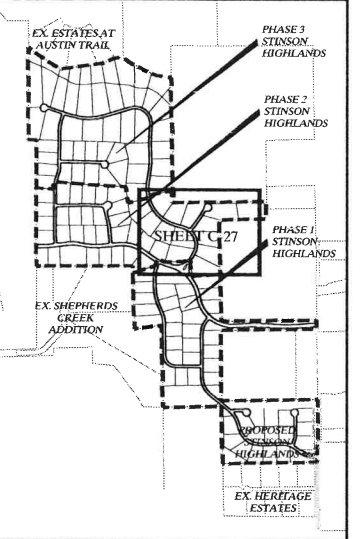 EX. ESTATES AT
AUSTIN TRAIL
PHASE 3
STINSON
HIGHLANDS
PHASE 2
STINSON
HIGHLANDS
SHEET C-27
PHASE 1
STINSON
HIGHLANDS
EX. SHEPHERDS
CREEK
ADDITION
PROPOSED
STINSON
HIGHLANDS
EX. HERITAGE
ESTATES